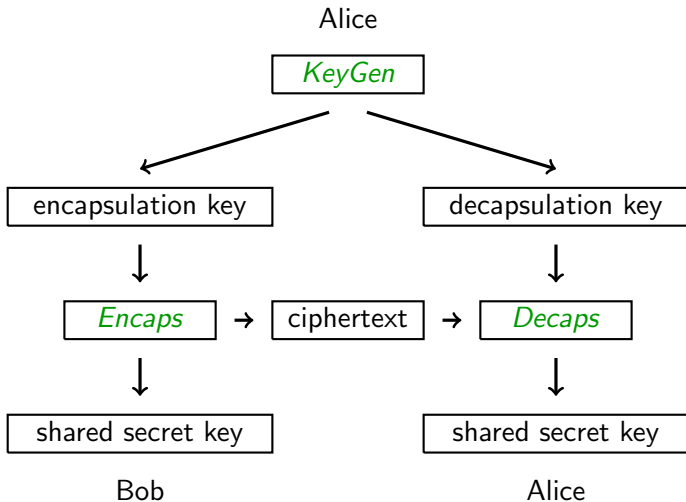 Alice
KeyGen
encapsulation key
decapsulation key
Encaps
ciphertext
Decaps
shared secret key
shared secret key
Bob
Alice